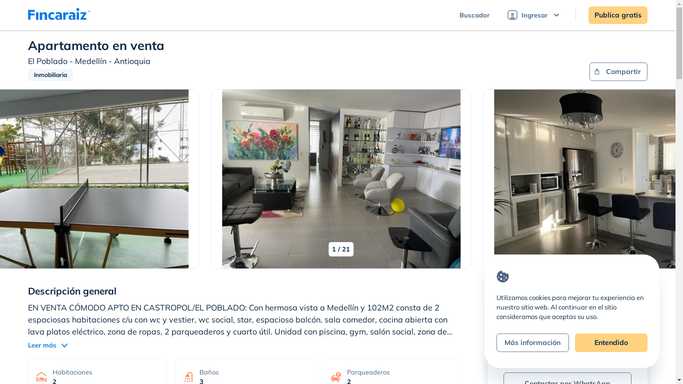 Fincaraiz
Buscador
Ingresar
Publica gratis
Apartamento en venta
El Poblado - Medellín - Antioquia
Inmobiliaria
Compartir
1 / 21
Descripción general
EN VENTA CÓMODO APTO EN CASTROPOL/EL POBLADO: Con hermosa vista a Medellín y 102M2 consta de 2
espaciosas habitaciones c/u con wc y vestier, wc social, star, espacioso balcón, sala comedor, cocina abierta con
lava platos eléctrico, zona de ropas, 2 parqueaderos y cuarto útil. Unidad con piscina, gym, salón social, zona de...
Leer más
Habitaciones
2
Baños
3
Parqueaderos
2
Utilizamos cookies para mejorar tu experiencia en
nuestro sitio web. Al continuar en el sitio
consideramos que aceptas su uso.
Más información
Entendido
Contactar por WhatsApp